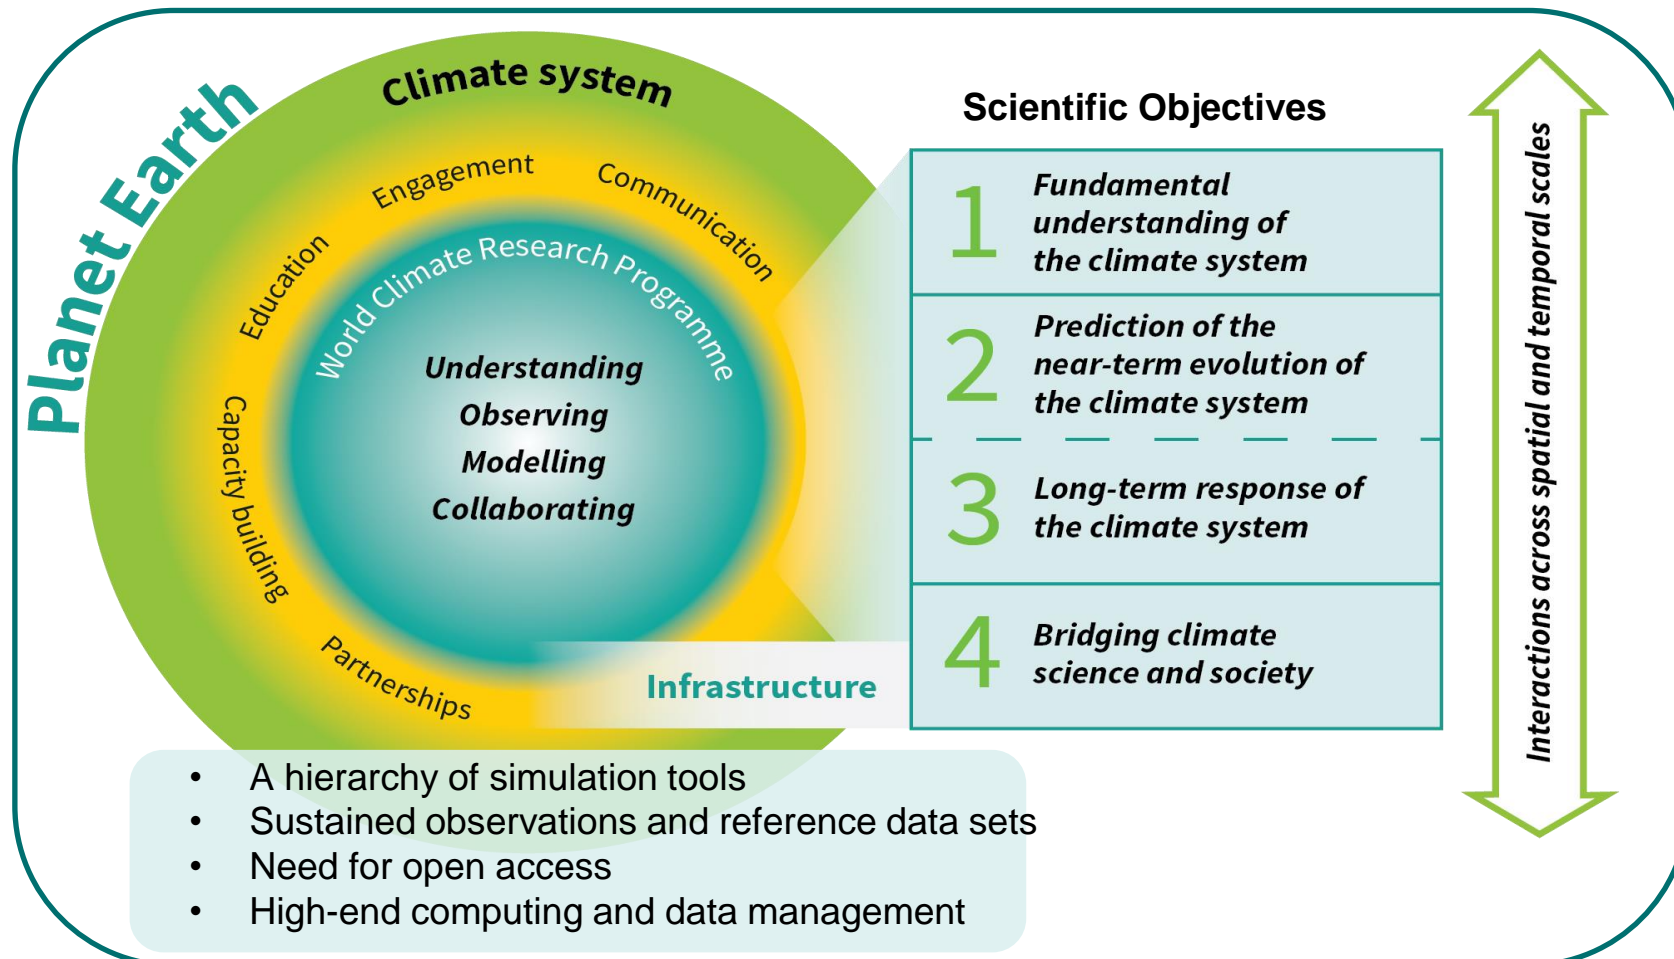 Planet Earth
Climate system
Engagement
Communication
Education
Capacity building
Partnerships
World Climate Research Programme
Understanding
Observing
Modelling
Collaborating
Infrastructure
Scientific Objectives
1
Fundamental
understanding of
the climate system
2
Prediction of the
near-term evolution of
the climate system
3
Long-term response of
the climate system
4
Bridging climate
science and society
Interactions across spatial and temporal scales
• A hierarchy of simulation tools
• Sustained observations and reference data sets
• Need for open access
• High-end computing and data management